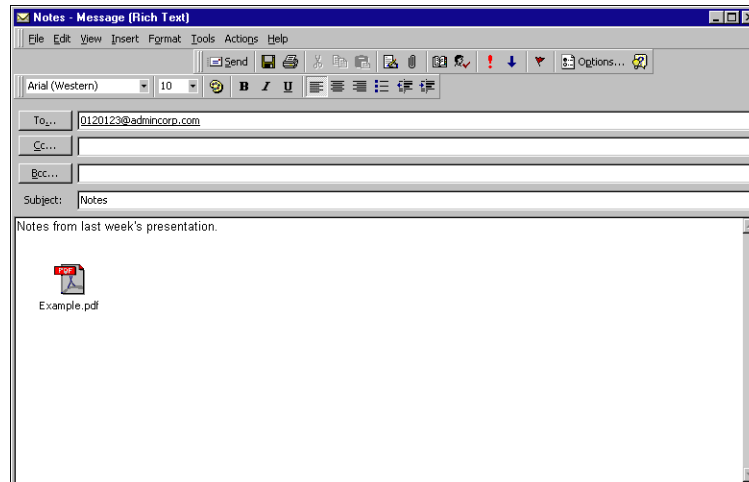 Notes - Message (Rich Text)
File Edit View Insert Format Tools Actions Help
Send Options...
Arial (Western) 10 B I U
To... 0120123@admincorp.com
Cc...
Bcc...
Subject: Notes
Notes from last week's presentation.
PDF
Example.pdf